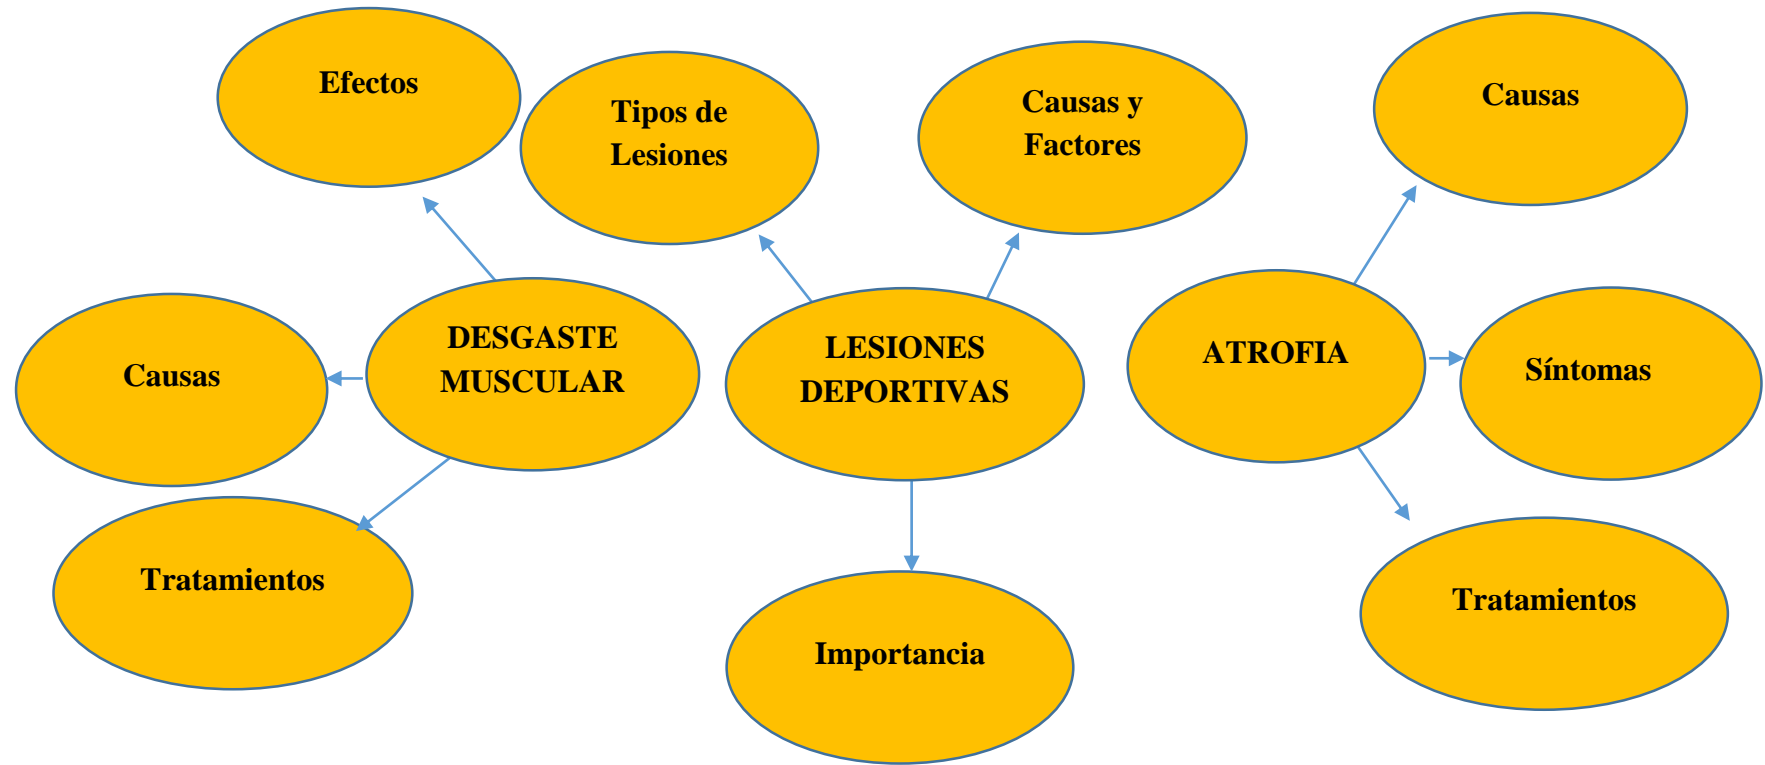 Efectos
Tipos de
Lesiones
Causas y
Factores
Causas
DESGASTE
MUSCULAR
LESIONES
DEPORTIVAS
ATROFIA
Causas
Síntomas
Tratamientos
Importancia
Tratamientos